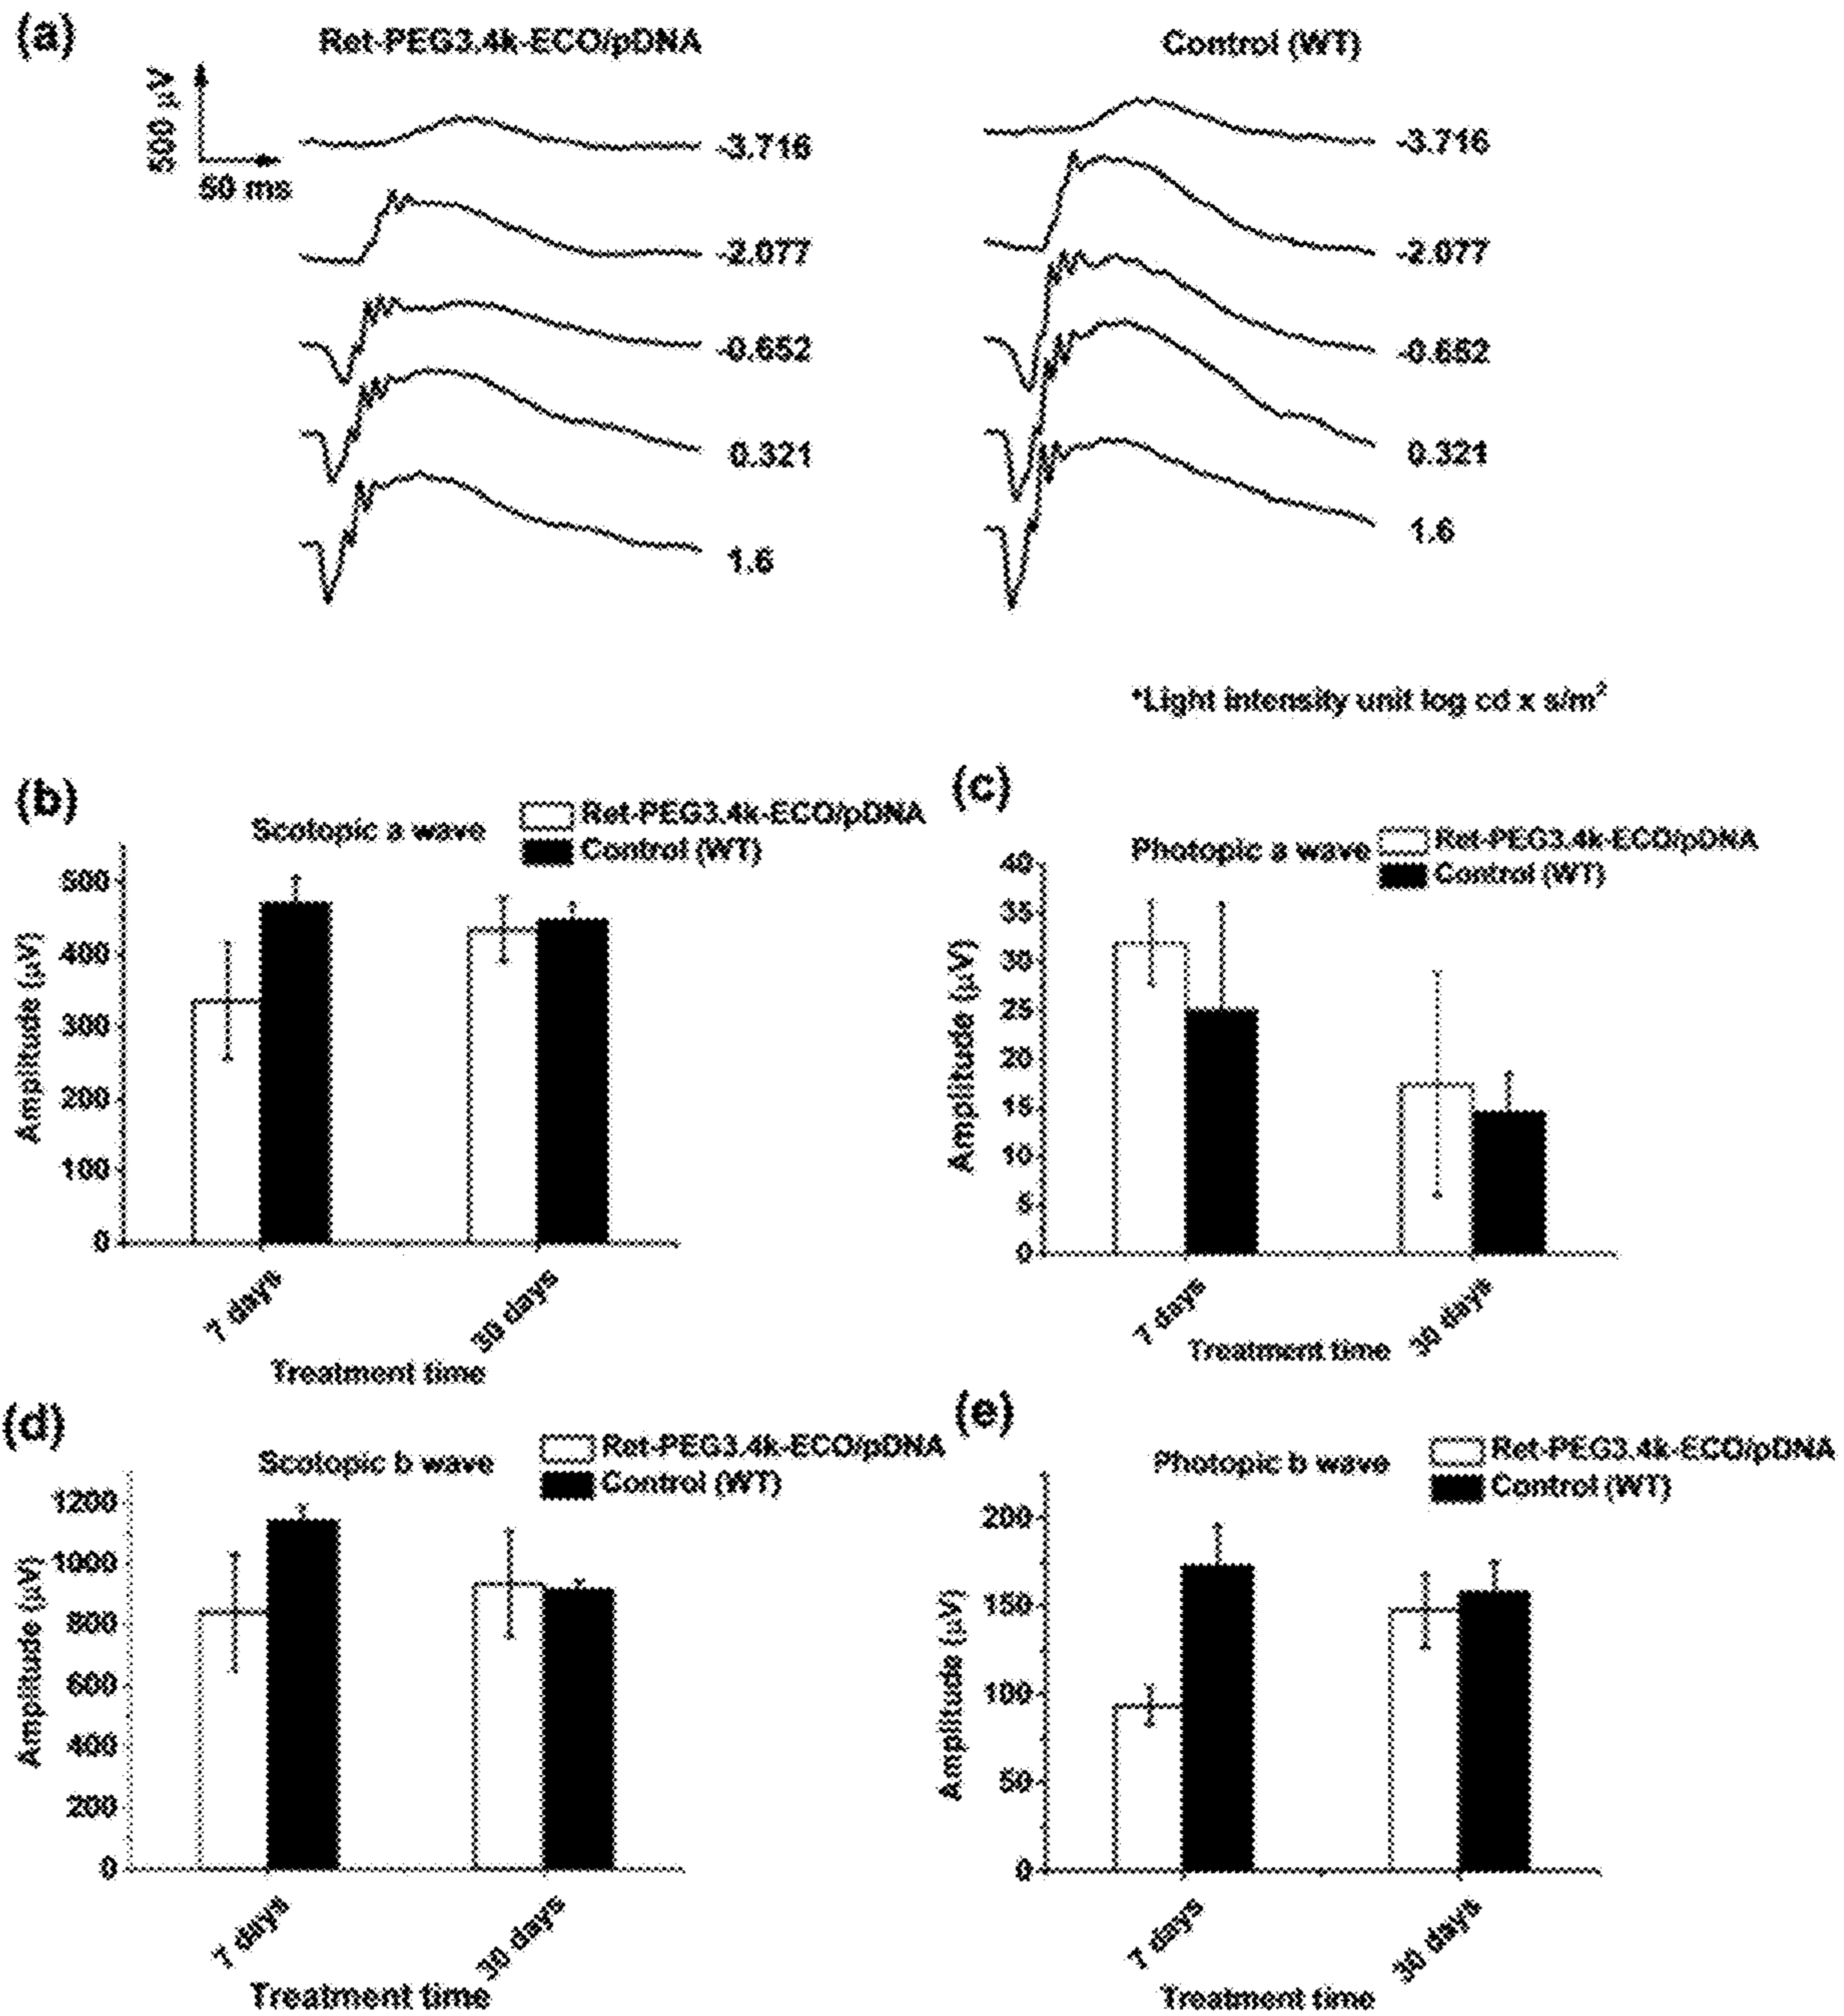 (a)
Ret-PEG3.4k-ECO/pDNA
Control (WT)
500 µV
50 ms
-3.716
-2.077
-0.652
0.321
1.6
-3.716
-2.077
-0.652
0.321
1.6
*Light intensity unit log cd x s/m²
(b)
Scotopic a wave
Ret-PEG3.4k-ECO/pDNA
Control (WT)
Amplitude (µV)
500
400
300
200
100
0
7 days
30 days
Treatment time
(c)
Photopic a wave
Ret-PEG3.4k-ECO/pDNA
Control (WT)
Amplitude (µV)
40
35
30
25
20
15
10
5
0
7 days
30 days
Treatment time
(d)
Scotopic b wave
Ret-PEG3.4k-ECO/pDNA
Control (WT)
Amplitude (µV)
1200
1000
800
600
400
200
0
7 days
30 days
Treatment time
(e)
Photopic b wave
Ret-PEG3.4k-ECO/pDNA
Control (WT)
Amplitude (µV)
200
150
100
50
0
7 days
30 days
Treatment time